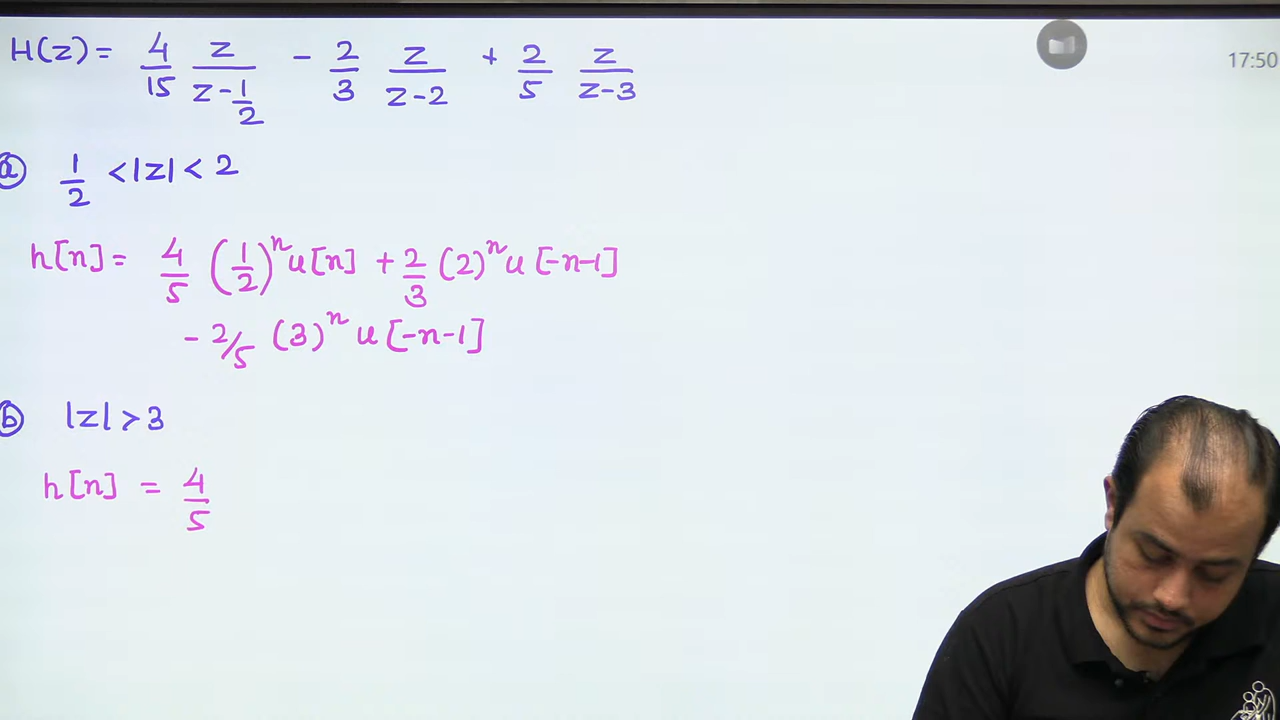 H(z) = 4/15 z/(z-1/2) - 2/3 z/(z-2) + 2/5 z/(z-3)
17:50
ⓐ 1/2 < |z| < 2
h[n] = 4/5 (1/2)^n u[n] + 2/3 (2)^n u[-n-1]
- 2/5 (3)^n u[-n-1]
ⓑ |z| > 3
h[n] = 4/5